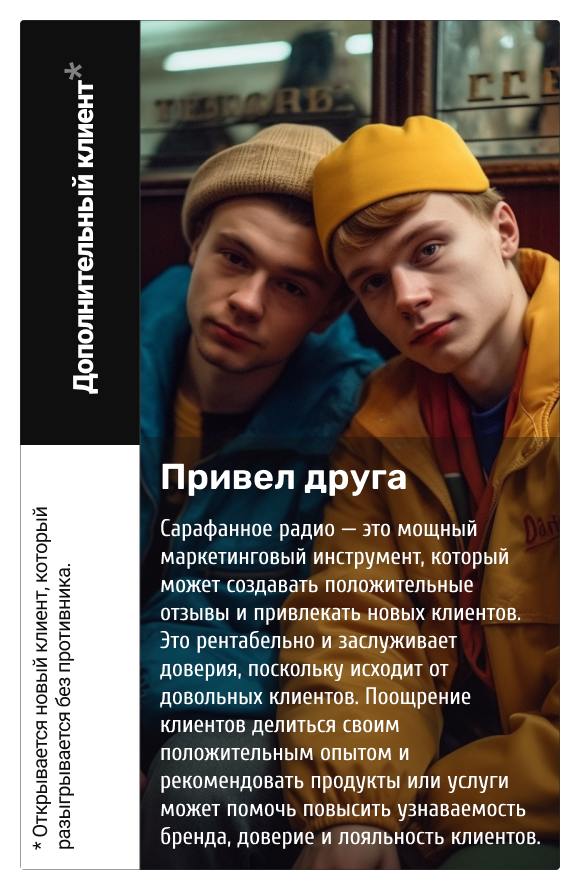 Дополнительный клиент*
* Открывается новый клиент, который
разыгрывается без противника.
Привел друга
Сарафанное радио — это мощный
маркетинговый инструмент, который
может создавать положительные
отзывы и привлекать новых клиентов.
Это рентабельно и заслуживает
доверия, поскольку исходит от
довольных клиентов. Поощрение
клиентов делиться своим
положительным опытом и
рекомендовать продукты или услуги
может помочь повысить узнаваемость
бренда, доверие и лояльность клиентов.